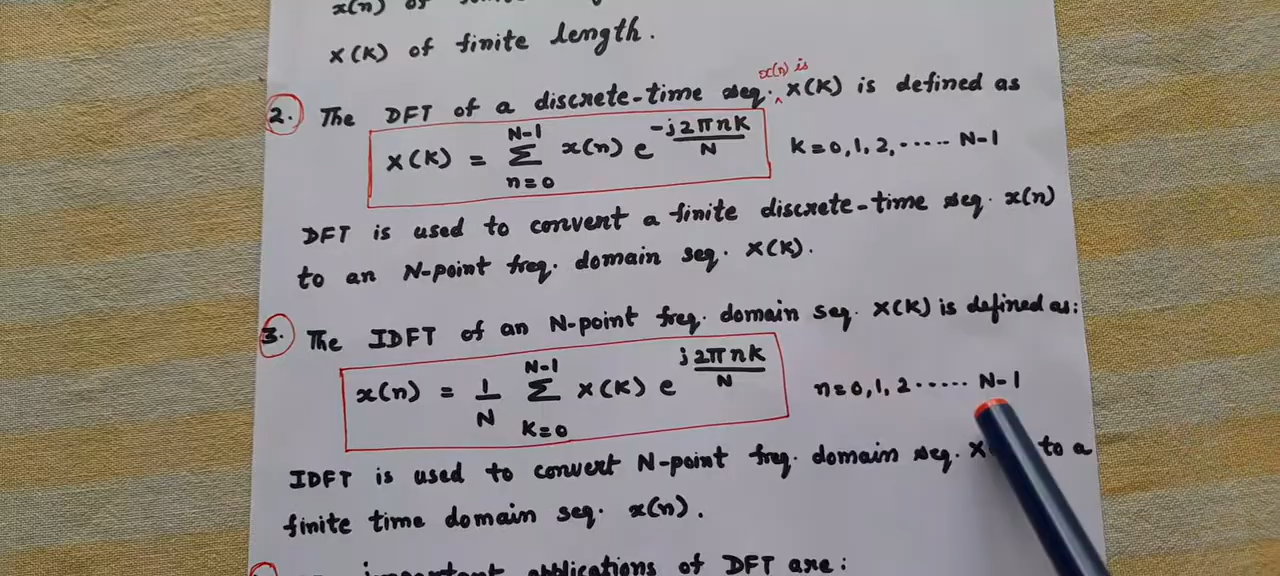 x(n) of
X(K) of finite length.
2. The DFT of a discrete-time seq. x(n) is X(K) is defined as
X(K) = Σ_{n=0}^{N-1} x(n) e^{-j2πnK/N} K=0,1,2,..... N-1
DFT is used to convert a finite discrete-time seq. x(n)
to an N-point freq. domain seq. X(K).
3. The IDFT of an N-point freq. domain seq. X(K) is defined as:
x(n) = 1/N Σ_{K=0}^{N-1} X(K) e^{j2πnK/N} n=0,1,2..... N-1
IDFT is used to convert N-point freq. domain seq. X to a
finite time domain seq. x(n).
important applications of DFT are: